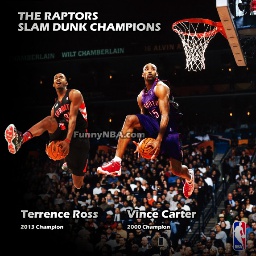 THE RAPTORS
SLAM DUNK CHAMPIONS
WILT CHAMBERLAIN
FunnyNBA.com
Terrence Ross
Vince Carter
2013 Champion
2000 Champion